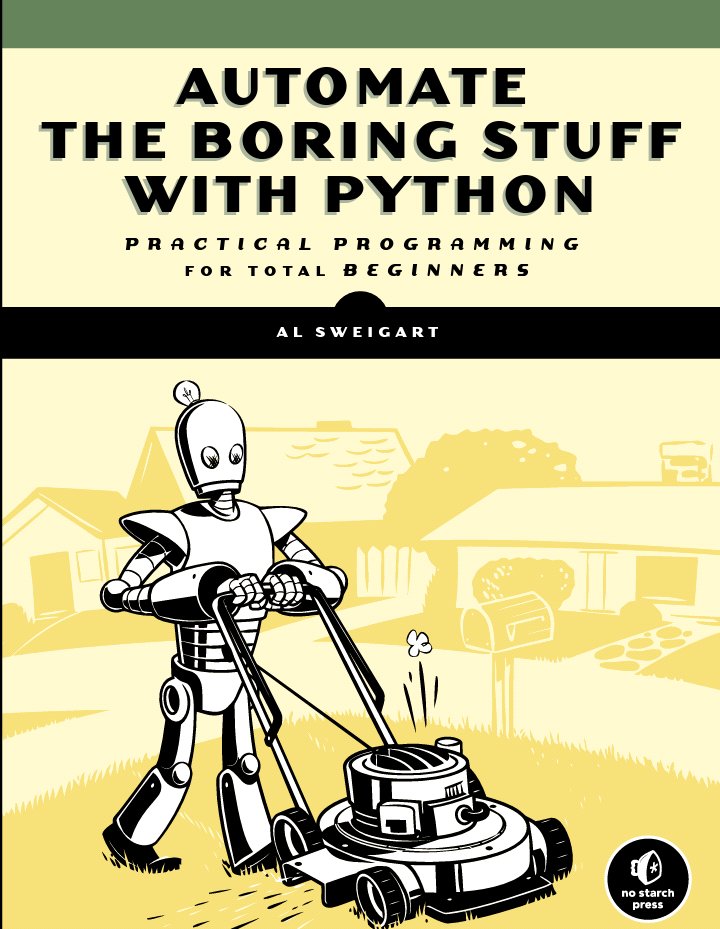 AUTOMATE
THE BORING STUFF
WITH PYTHON
PRACTICAL PROGRAMMING
FOR TOTAL BEGINNERS
AL SWEIGART
no starch
press